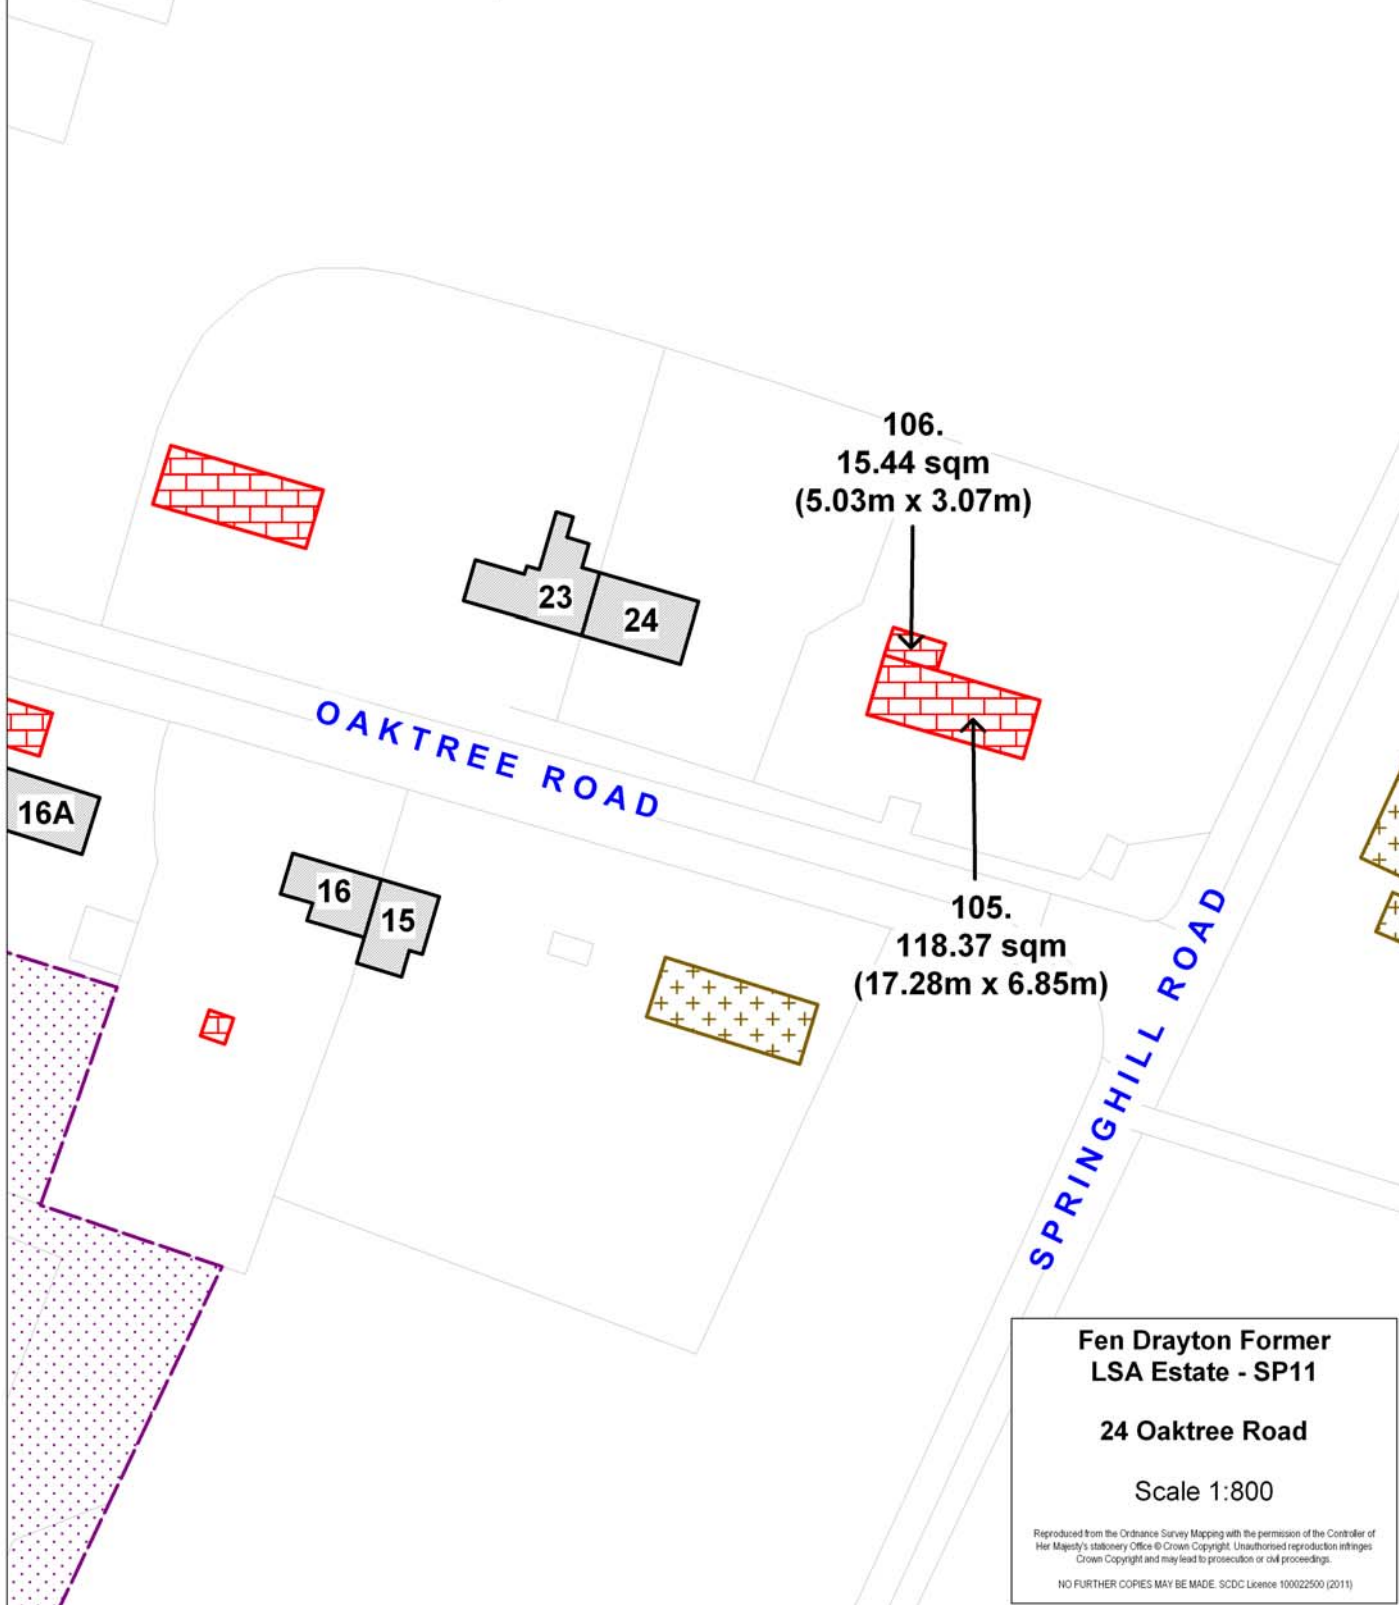 106.
15.44 sqm
(5.03m x 3.07m)
23
24
OAKTREE ROAD
16A
16
15
105.
118.37 sqm
(17.28m x 6.85m)
SPRINGHILL ROAD
Fen Drayton Former
LSA Estate - SP11
24 Oaktree Road
Scale 1:800
Reproduced from the Ordnance Survey Mapping with the permission of the Controller of
Her Majesty's stationery Office © Crown Copyright. Unauthorised reproduction infringes
Crown Copyright and may lead to prosecution or civil proceedings.
NO FURTHER COPIES MAY BE MADE. SCDC Licence 100022500 (2011)